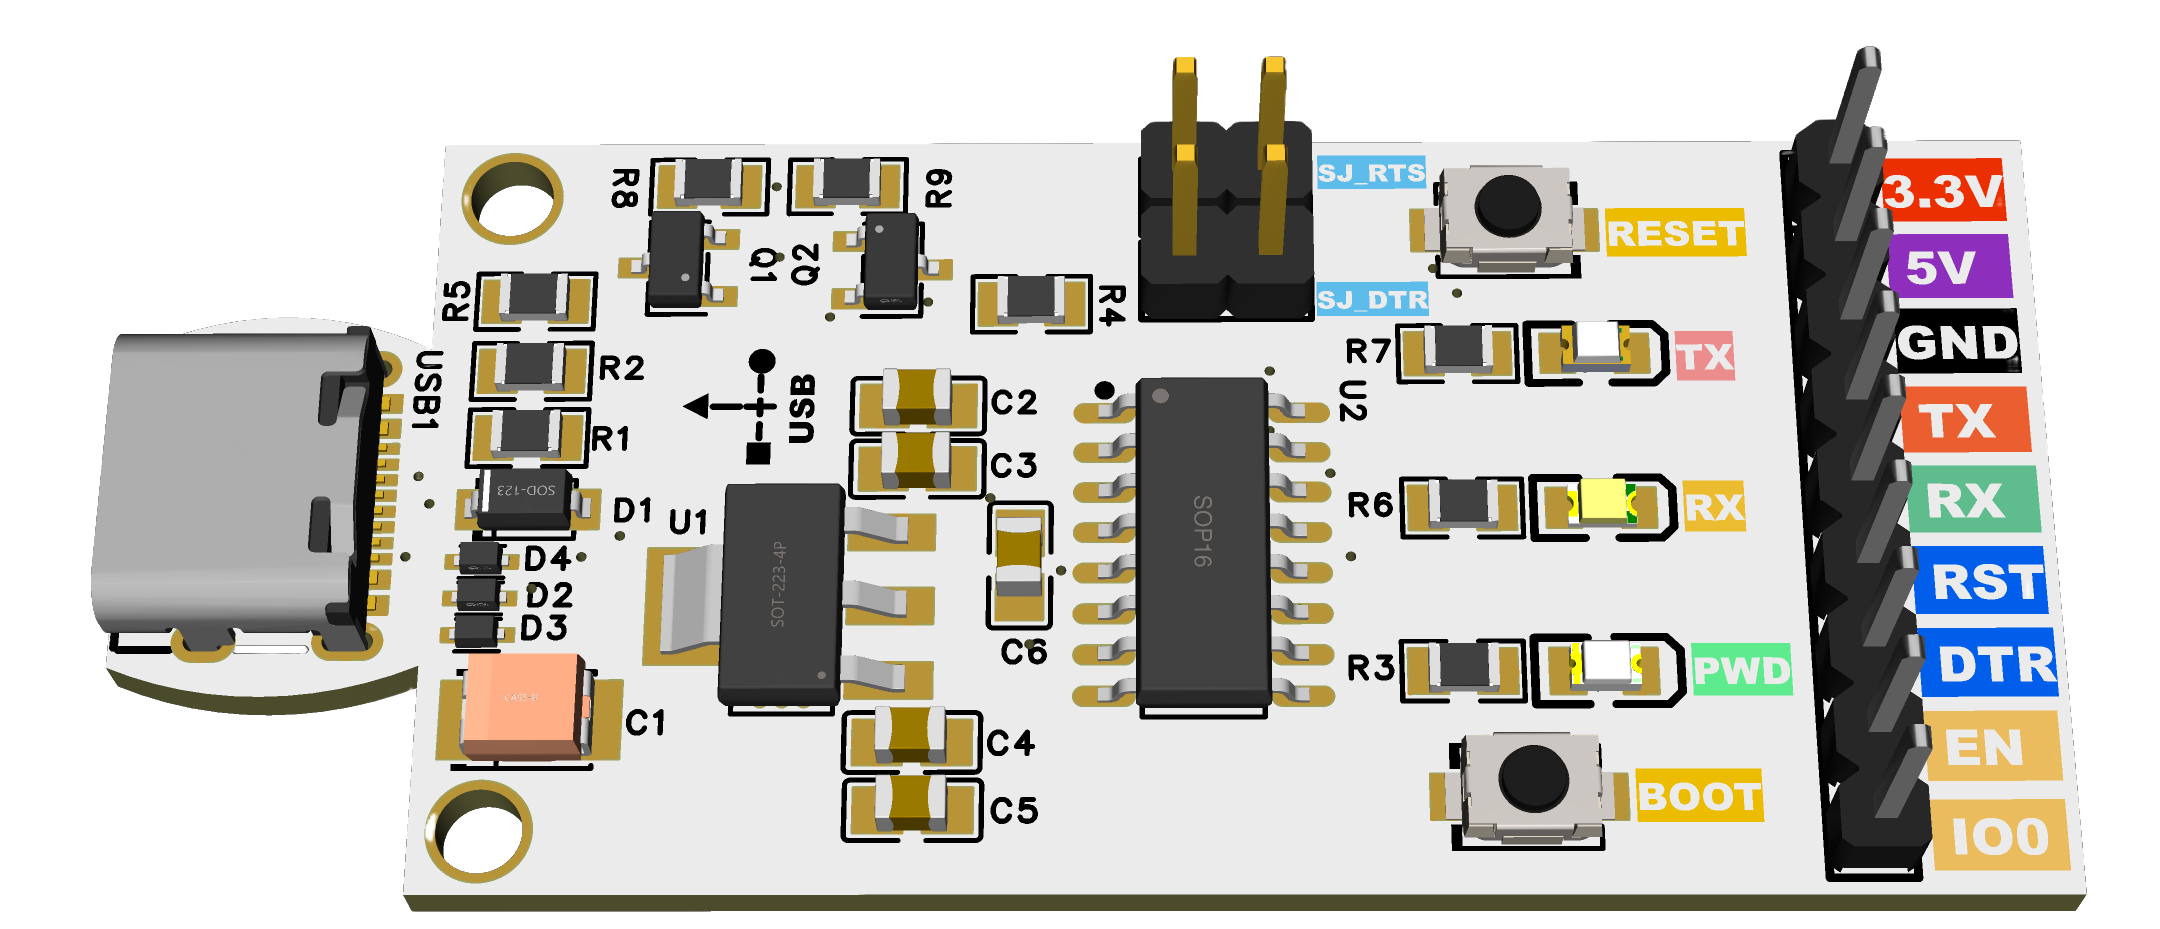 R8
R9
SJ_RTS
3.3V
RESET
Q1
Q2
5V
R5
R4
SJ_DTR
GND
R7
TX
USB1
R2
USB
C2
U2
TX
R1
C3
SOD-123
D1
U1
SOP16
R6
RX
RX
D4
SOT-223-4P
D2
RST
D3
C6
R3
PWD
DTR
C1
C4
EN
C5
BOOT
IO0